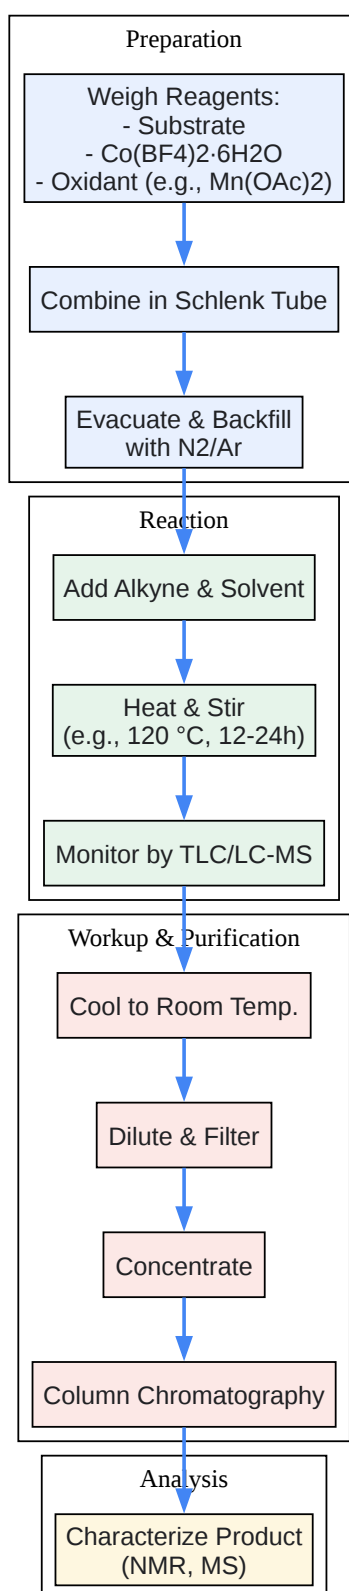 Preparation
Weigh Reagents:
- Substrate
- Co(BF4)2·6H2O
- Oxidant (e.g., Mn(OAc)2)
Combine in Schlenk Tube
Evacuate & Backfill
with N2/Ar
Reaction
Add Alkyne & Solvent
Heat & Stir
(e.g., 120 °C, 12-24h)
Monitor by TLC/LC-MS
Workup & Purification
Cool to Room Temp.
Dilute & Filter
Concentrate
Column Chromatography
Analysis
Characterize Product
(NMR, MS)